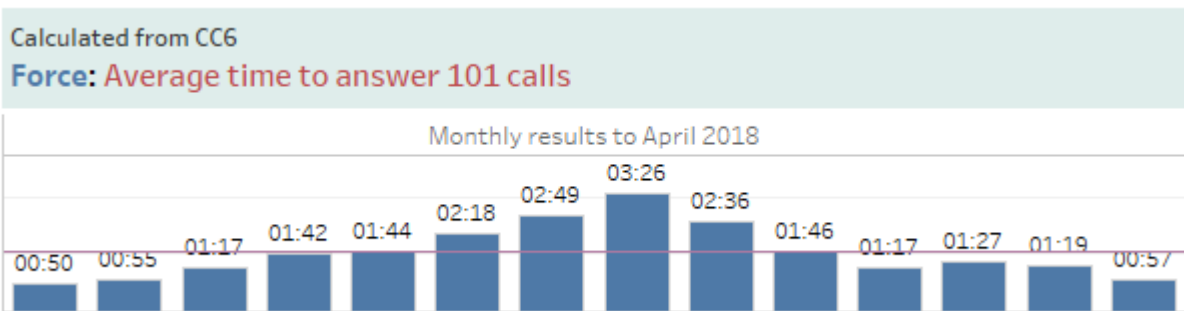 Calculated from CC6
Force: Average time to answer 101 calls
Monthly results to April 2018
00:50 00:55 01:17 01:42 01:44 02:18 02:49 03:26 02:36 01:46 01:17 01:27 01:19 00:57